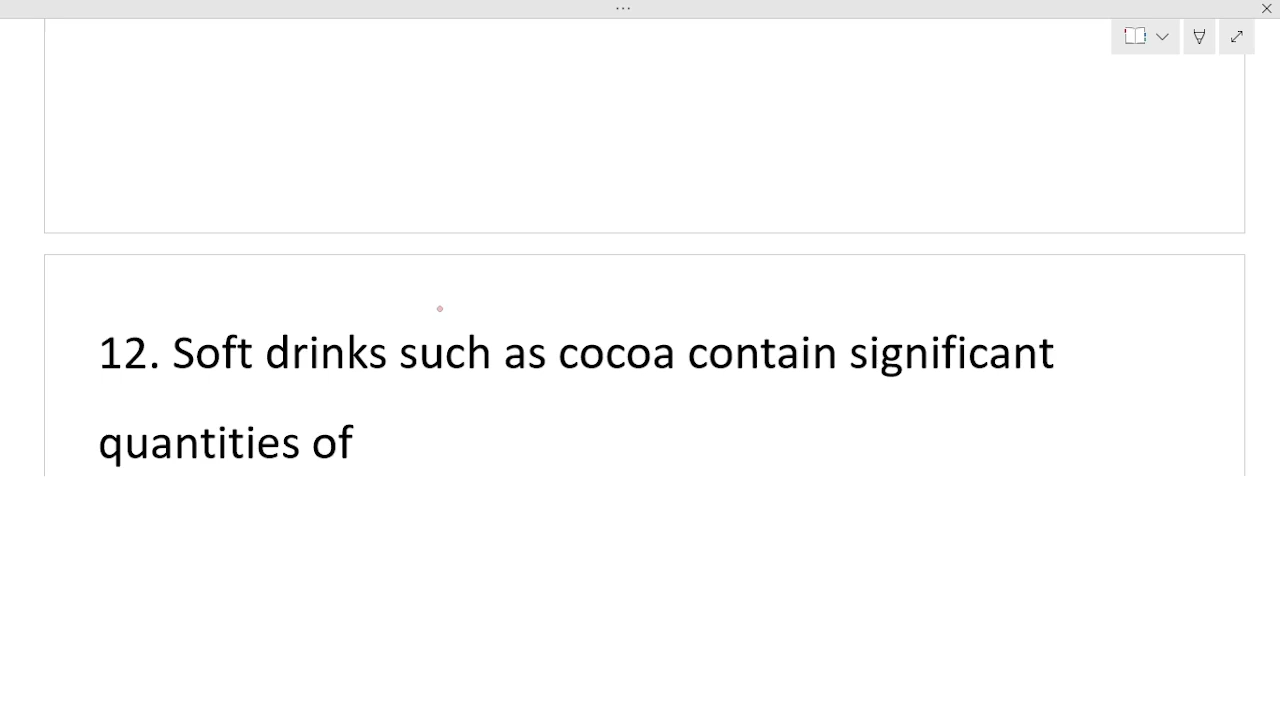 12. Soft drinks such as cocoa contain significant
quantities of